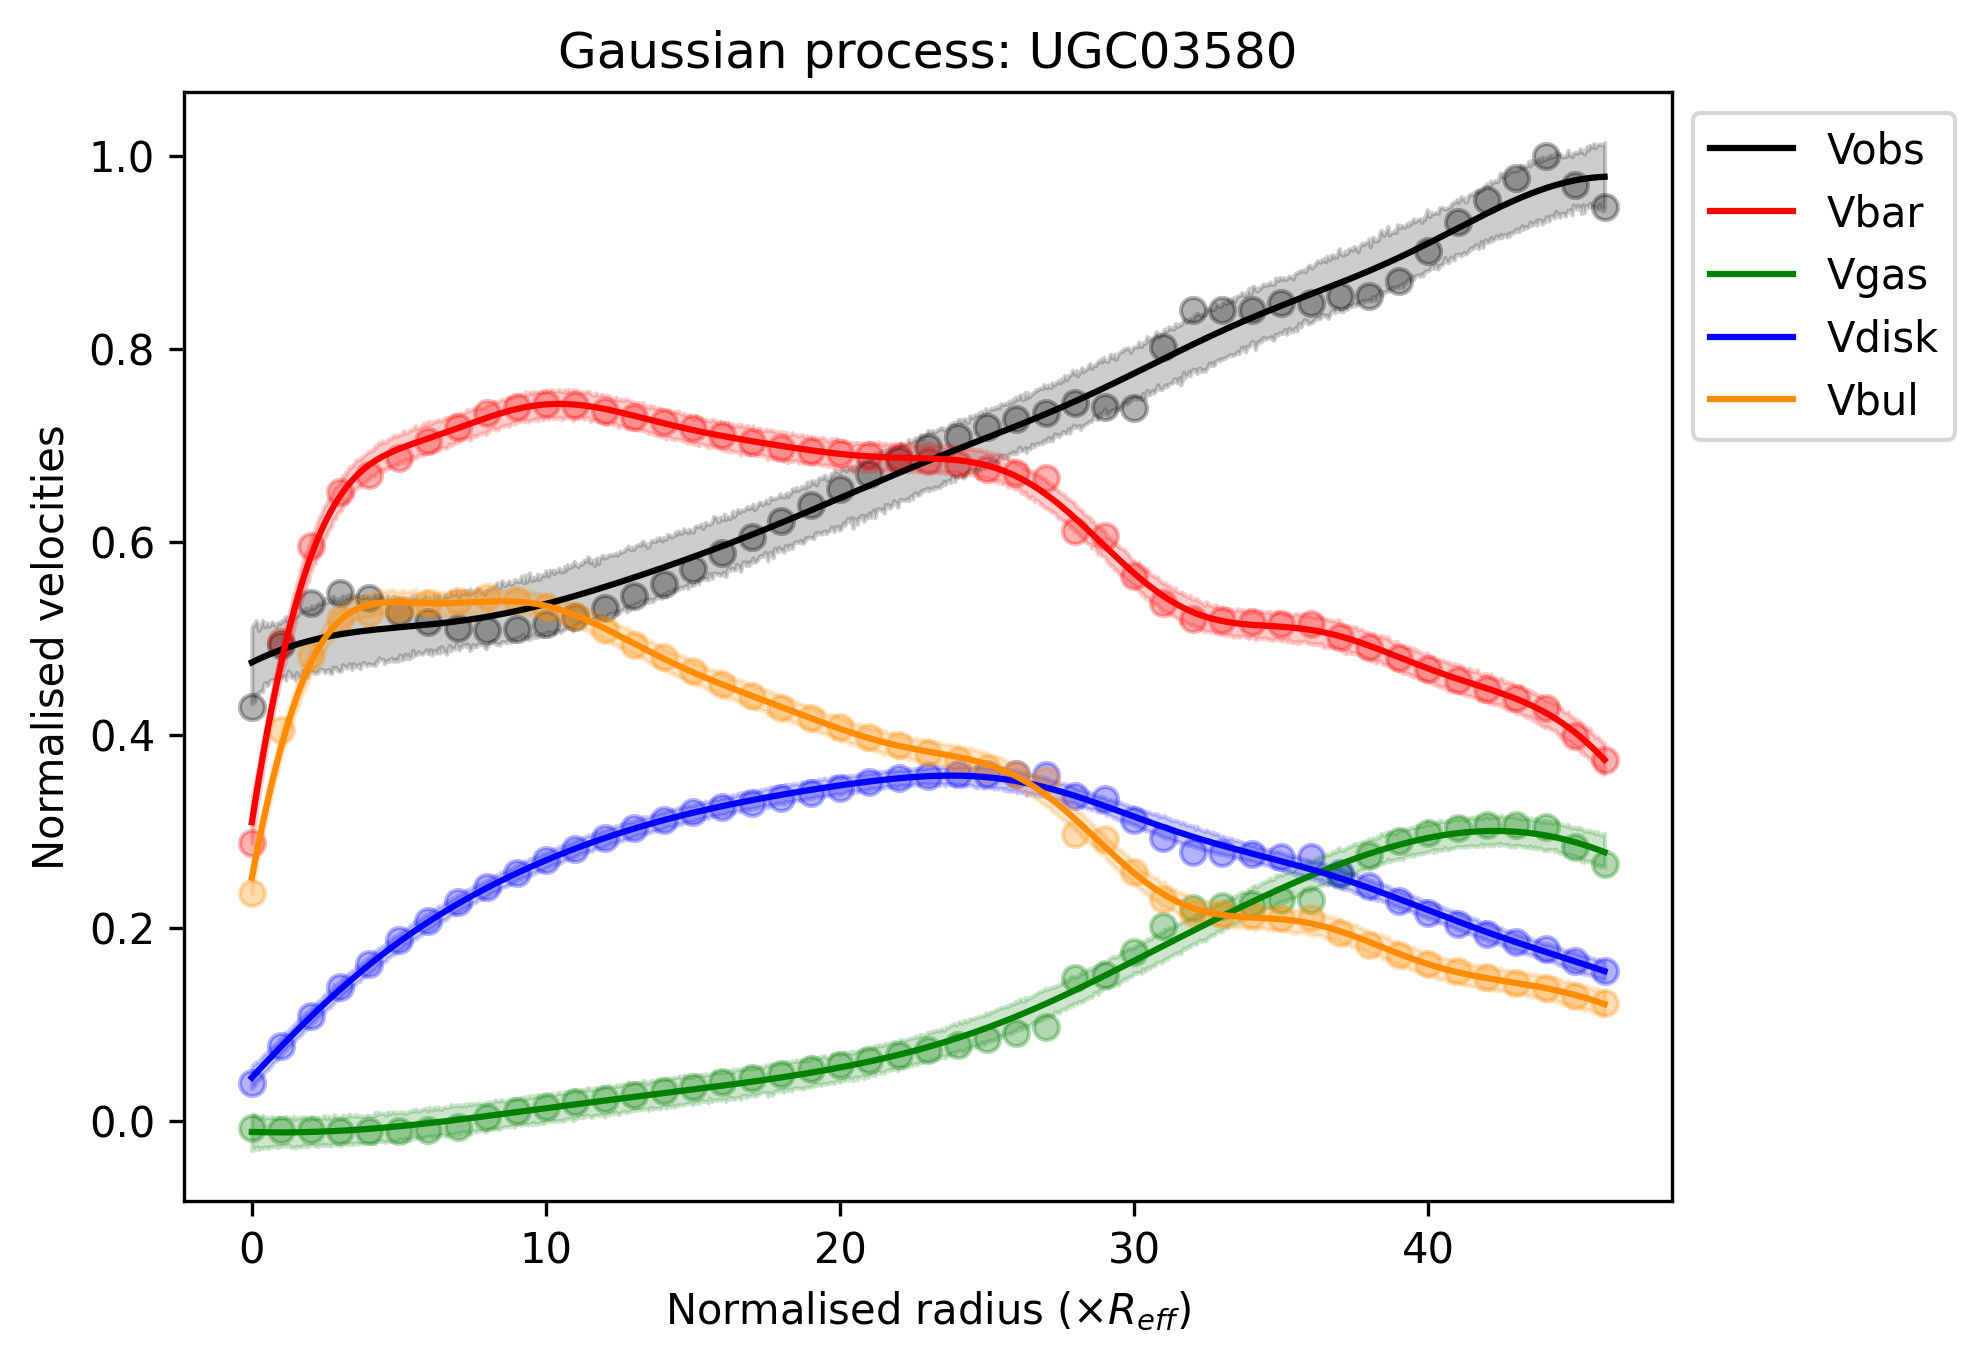 Gaussian process: UGC03580
Normalised velocities
1.0
0.8
0.6
0.4
0.2
0.0
0 10 20 30 40
Normalised radius (×R_eff)
Vobs
Vbar
Vgas
Vdisk
Vbul